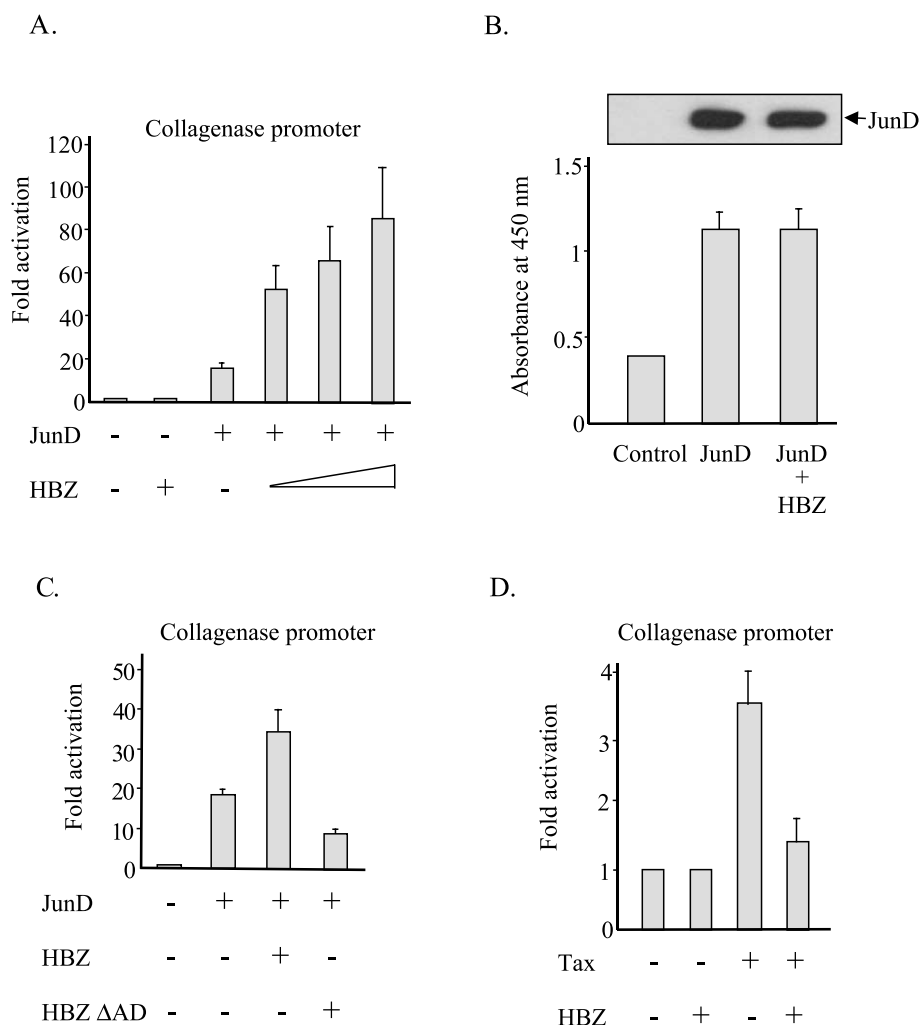 A.
Collagenase promoter
Fold activation
120
100
80
60
40
20
0
JunD - - + + + +
HBZ - + -
B.
JunD
Absorbance at 450 nm
1.5
1
0.5
0
Control JunD JunD
+
HBZ
C.
Collagenase promoter
Fold activation
50
40
30
20
10
0
JunD - + + +
HBZ - - + -
HBZ ΔAD - - - +
D.
Collagenase promoter
Fold activation
4
3
2
1
0
Tax - - + +
HBZ - + - +